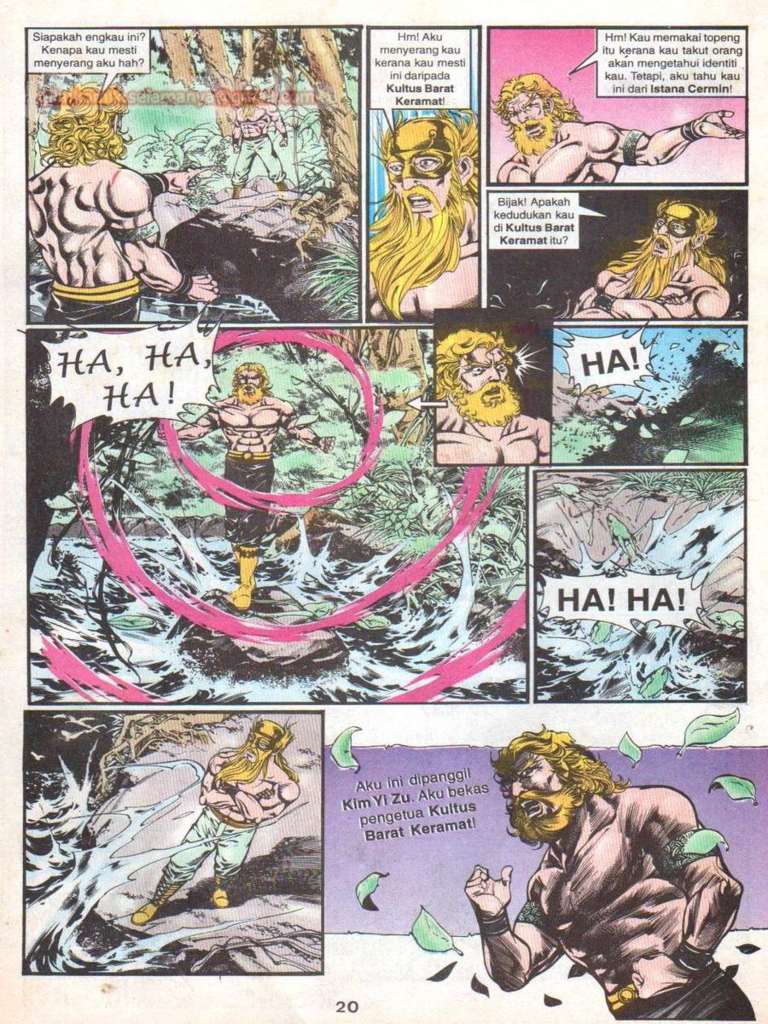 Siapakah engkau ini?
Kenapa kau mesti
menyerang aku hah?
Hm! Aku
menyerang kau
kerana kau mesti
ini daripada
Kultus Barat
Keramat!
Hm! Kau memakai topeng
itu kerana kau takut orang
akan mengetahui identiti
kau. Tetapi, aku tahu kau
ini dari Istana Cermin!
Bijak! Apakah
kedudukan kau
di Kultus Barat
Keramat itu?
HA, HA,
HA!
HA!
HA! HA!
Aku ini dipanggil
Kim Yi Zu. Aku bekas
pengetua Kultus
Barat Keramat!
20